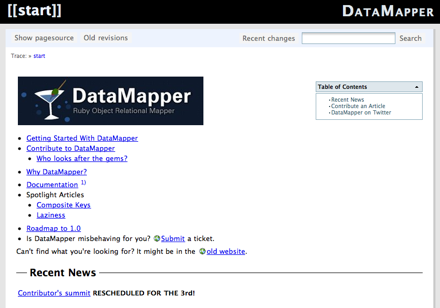 [[start]] DATAMAPPER
Show pagesource Old revisions Recent changes Search
Trace: » start
DataMapper
Ruby Object Relational Mapper
Table of Contents
Recent News
Contribute an Article
DataMapper on Twitter
Getting Started With DataMapper
Contribute to DataMapper
Who looks after the gems?
Why DataMapper?
Documentation 1)
Spotlight Articles
Composite Keys
Laziness
Roadmap to 1.0
Is DataMapper misbehaving for you? Submit a ticket.
Can't find what you're looking for? It might be in the old website.
Recent News
Contributor's summit RESCHEDULED FOR THE 3rd!